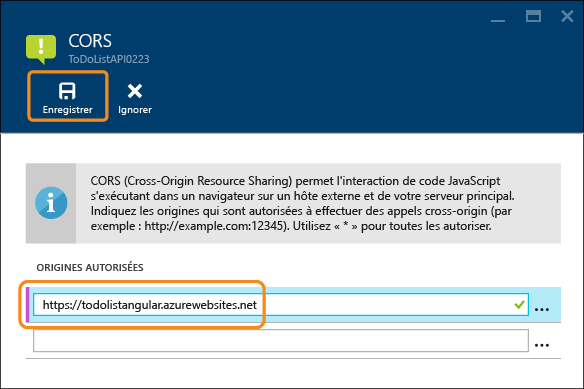 CORS
ToDoListAPI0223
Enregistrer
Ignorer
CORS (Cross-Origin Resource Sharing) permet l'interaction de code JavaScript
s'exécutant dans un navigateur sur un hôte externe et de votre serveur principal.
Indiquez les origines qui sont autorisées à effectuer des appels cross-origin (par
exemple : http://example.com:12345). Utilisez « * » pour toutes les autoriser.
ORIGINES AUTORISÉES
https://todolistangular.azurewebsites.net